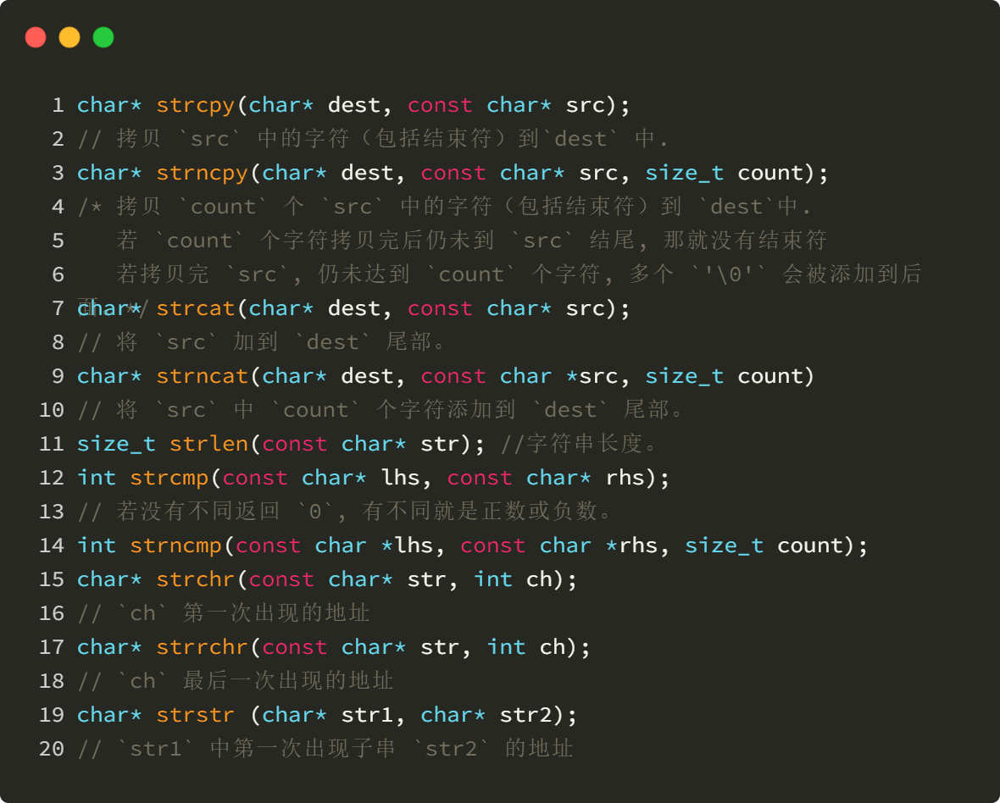 1 char* strcpy(char* dest, const char* src);
2 // 拷贝 `src` 中的字符（包括结束符）到`dest` 中.
3 char* strncpy(char* dest, const char* src, size_t count);
4 /* 拷贝 `count` 个 `src` 中的字符（包括结束符）到 `dest`中.
5    若 `count` 个字符拷贝完后仍未到 `src` 结尾, 那就没有结束符
6    若拷贝完 `src`, 仍未达到 `count` 个字符, 多个 `'\0'` 会被添加到后
面。*/
7 char* strcat(char* dest, const char* src);
8 // 将 `src` 加到 `dest` 尾部。
9 char* strncat(char* dest, const char *src, size_t count)
10 // 将 `src` 中 `count` 个字符添加到 `dest` 尾部。
11 size_t strlen(const char* str); //字符串长度。
12 int strcmp(const char* lhs, const char* rhs);
13 // 若没有不同返回 `0`, 有不同就是正数或负数。
14 int strncmp(const char *lhs, const char *rhs, size_t count);
15 char* strchr(const char* str, int ch);
16 // `ch` 第一次出现的地址
17 char* strrchr(const char* str, int ch);
18 // `ch` 最后一次出现的地址
19 char* strstr (char* str1, char* str2);
20 // `str1` 中第一次出现子串 `str2` 的地址